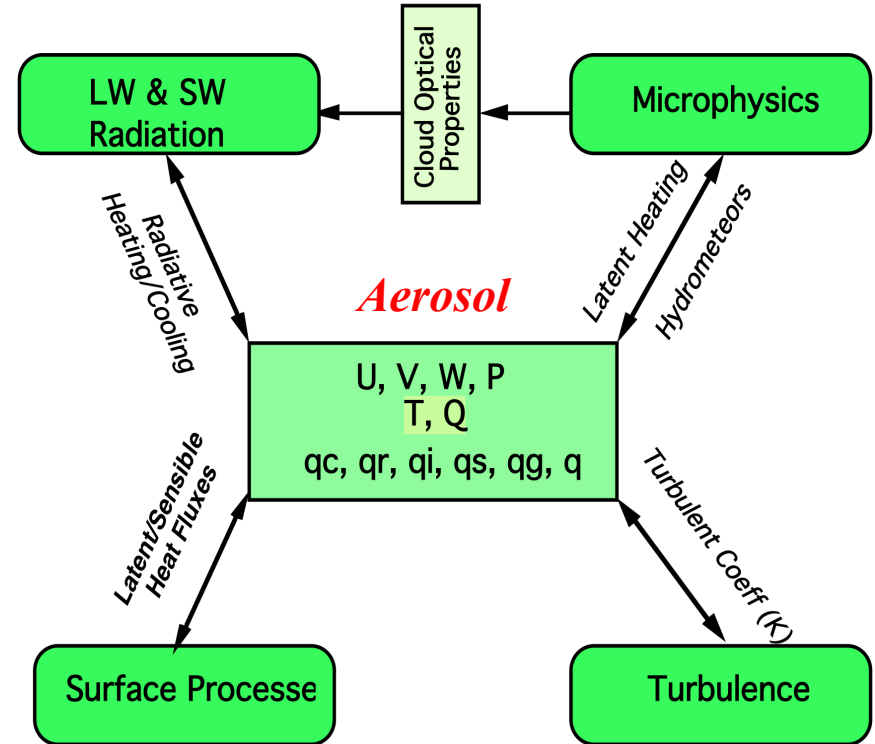 LW & SW
Radiation
Cloud Optical
Properties
Microphysics
Radiative
Heating/Cooling
Latent Heating
Hydrometeors
Aerosol
U, V, W, P
T, Q
qc, qr, qi, qs, qg, q
Latent/Sensible
Heat Fluxes
Turbulent Coeff (K)
Surface Processe
Turbulence